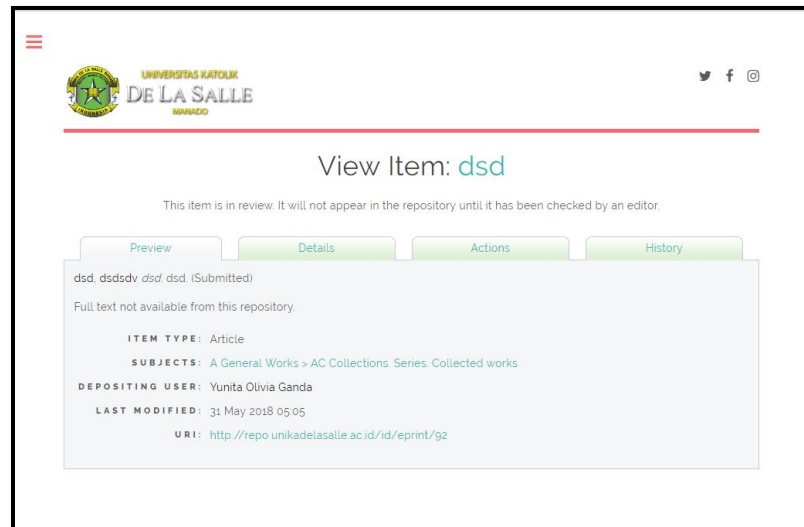 UNIVERSITAS KATOLIK
DE LA SALLE
MANADO
View Item: dsd
This item is in review. It will not appear in the repository until it has been checked by an editor.
Preview Details Actions History
dsd, dsdsdv dsd. dsd. (Submitted)
Full text not available from this repository.
ITEM TYPE: Article
SUBJECTS: A General Works > AC Collections. Series. Collected works
DEPOSITING USER: Yunita Olivia Ganda
LAST MODIFIED: 31 May 2018 05:05
URI: http://repo.unikadelasalle.ac.id/id/eprint/92